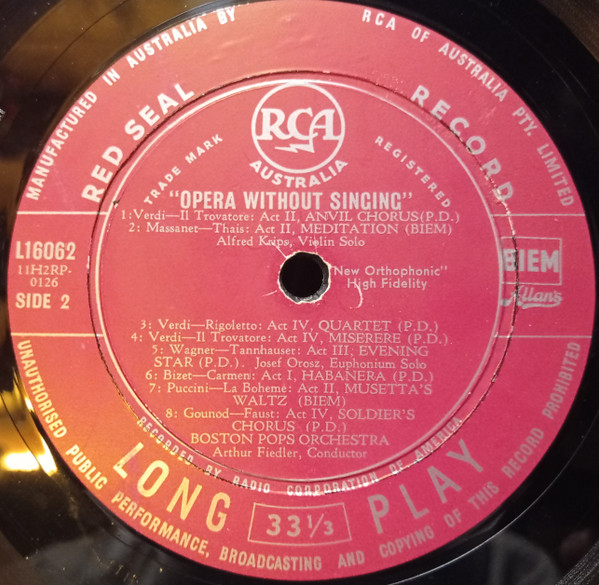 MANUFACTURED IN AUSTRALIA BY RCA OF AUSTRALIA PTY. LIMITED
RED SEAL RECORD
RCA
AUSTRALIA
TRADE MARK REGISTERED
"OPERA WITHOUT SINGING"
1: Verdi—Il Trovatore: Act II, ANVIL CHORUS (P.D.)
2: Massanet—Thais: Act II, MEDITATION (BIEM)
Alfred Krips, Violin Solo
L16062
11H2RP-
0126
SIDE 2
"New Orthophonic"
High Fidelity
BIEM
Allan's
3: Verdi—Rigoletto: Act IV, QUARTET (P.D.)
4: Verdi—Il Trovatore: Act IV, MISERERE (P.D.)
5: Wagner—Tannhauser: Act III, EVENING
STAR (P.D.). Josef Orosz, Euphonium Solo
6: Bizet—Carmen: Act I, HABANERA (P.D.)
7: Puccini—La Boheme: Act II, MUSETTA'S
WALTZ (BIEM)
8: Gounod—Faust: Act IV, SOLDIER'S
CHORUS (P.D.)
BOSTON POPS ORCHESTRA
Arthur Fiedler, Conductor
RECORDED BY RADIO CORPORATION OF AMERICA
LONG 33 1/3 PLAY
UNAUTHORISED PUBLIC PERFORMANCE, BROADCASTING AND COPYING OF THIS RECORD PROHIBITED